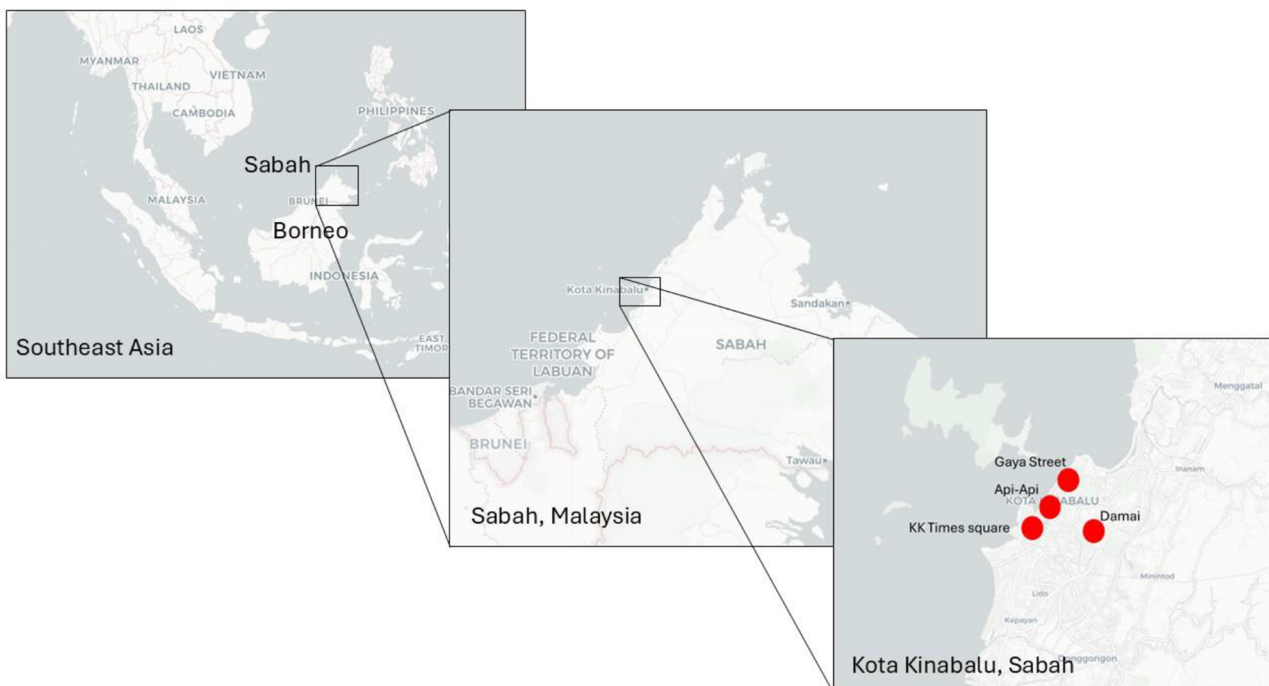 LAOS
MYANMAR
VIETNAM
THAILAND
CAMBODIA
PHILIPPINES
Sabah
MALAYSIA
BRUNEI
Borneo
INDONESIA
EAST
TIMOR
Southeast Asia
Kota Kinabalu
Sandakan
FEDERAL
TERRITORY OF
LABUAN
SABAH
BANDAR SERI
BEGAWAN
BRUNEI
Tawau
Sabah, Malaysia
Menggatal
Gaya Street
Inanam
Api-Api
KOTA KINABALU
Damai
KK Times square
Minintod
Lido
Kepayan
Donggongon
Kota Kinabalu, Sabah